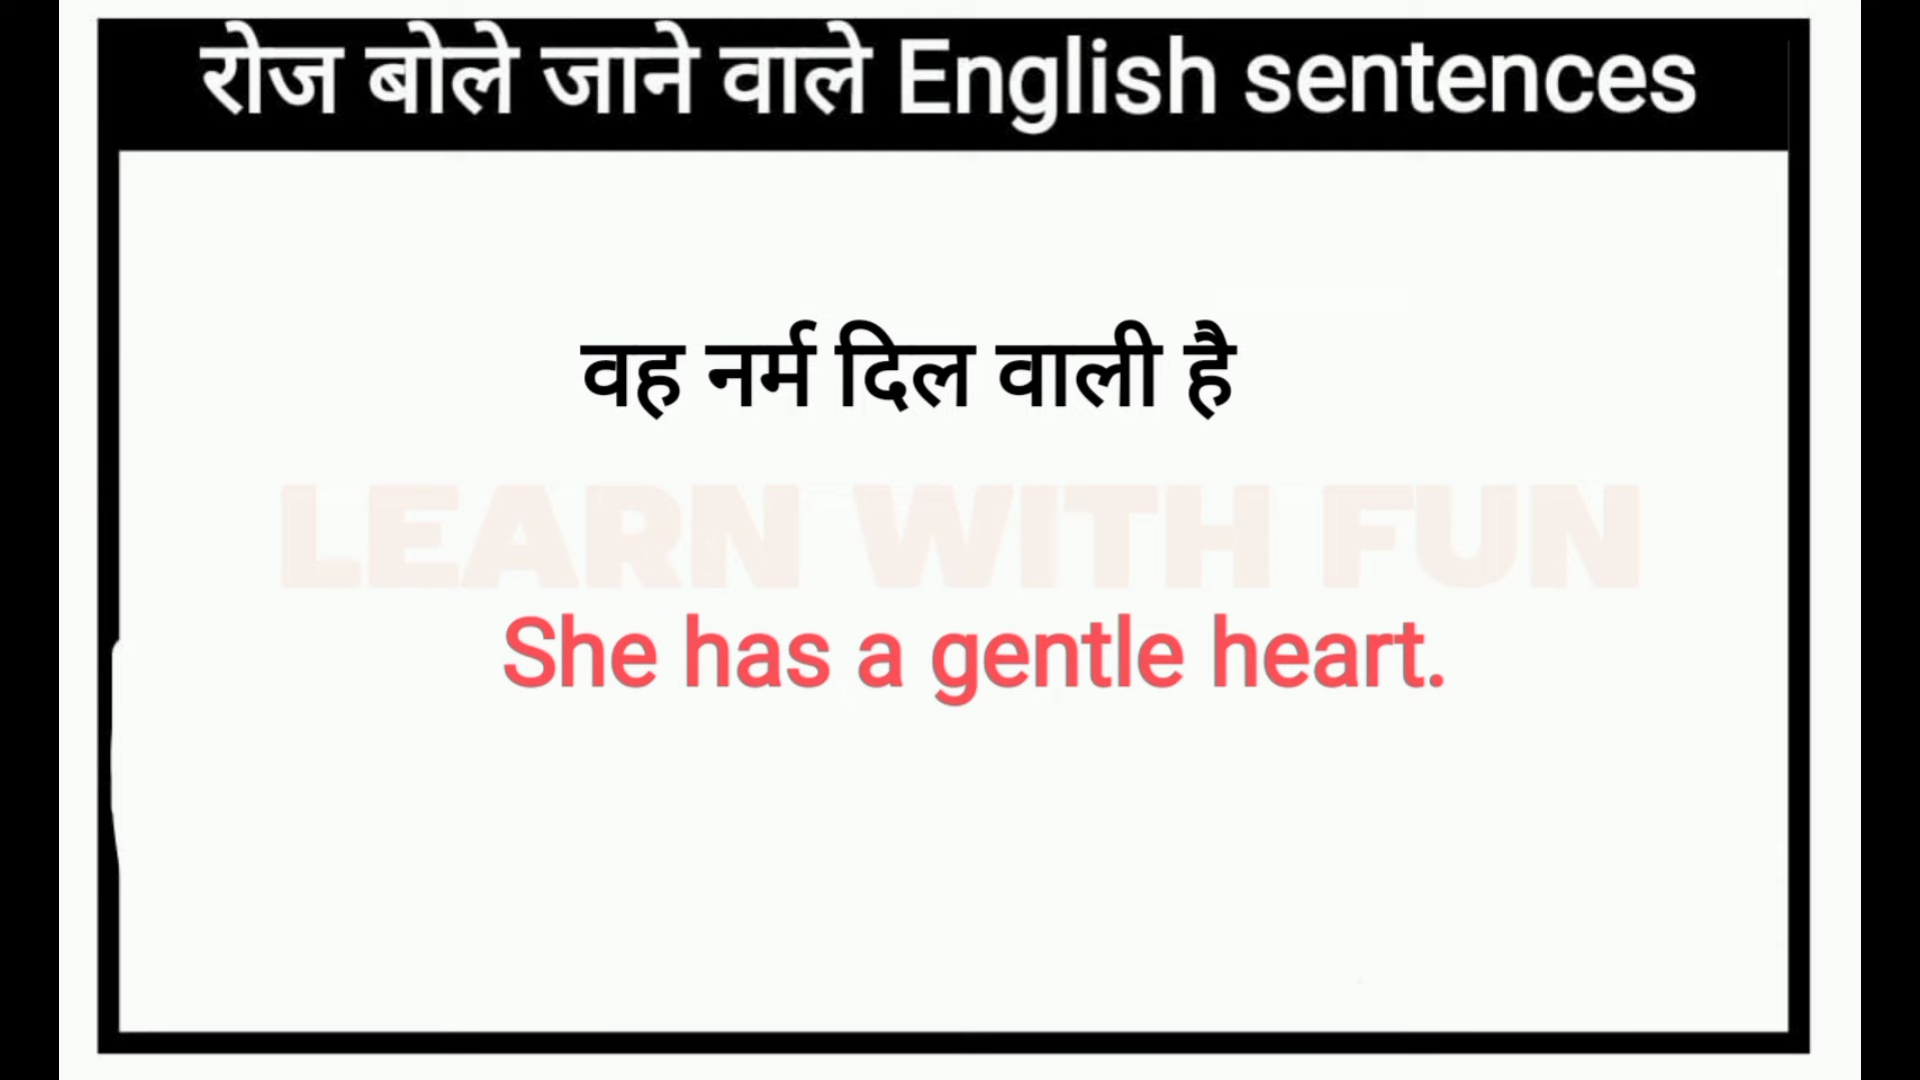 रोज बोले जाने वाले English sentences
वह नर्म दिल वाली है
LEARN WITH FUN
She has a gentle heart.